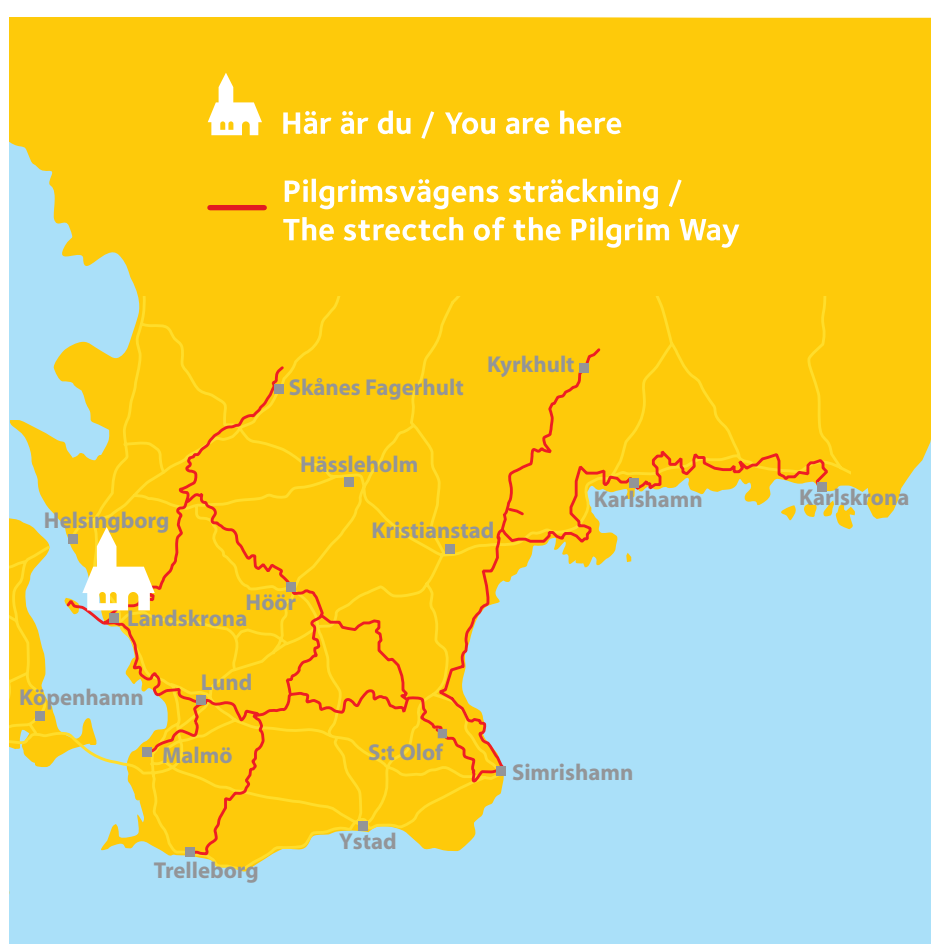 Här är du / You are here
Pilgrimsvägens sträckning /
The strectch of the Pilgrim Way
Kyrkhult
Skånes Fagerhult
Hässleholm
Karlshamn
Karlskrona
Helsingborg
Kristianstad
Höör
Landskrona
Lund
Köpenhamn
Malmö
S:t Olof
Simrishamn
Ystad
Trelleborg